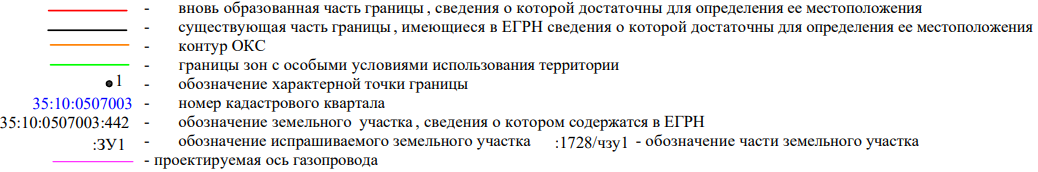 - вновь образованная часть границы, сведения о которой достаточны для определения ее местоположения
- существующая часть границы, имеющиеся в ЕГРН сведения о которой достаточны для определения ее местоположения
- контур ОКС
- границы зон с особыми условиями использования территории
1 - обозначение характерной точки границы
35:10:0507003 - номер кадастрового квартала
35:10:0507003:442 - обозначение земельного участка, сведения о котором содержатся в ЕГРН
:ЗУ1 - обозначение испрашиваемого земельного участка :1728/чзу1 - обозначение части земельного участка
- проектируемая ось газопровода